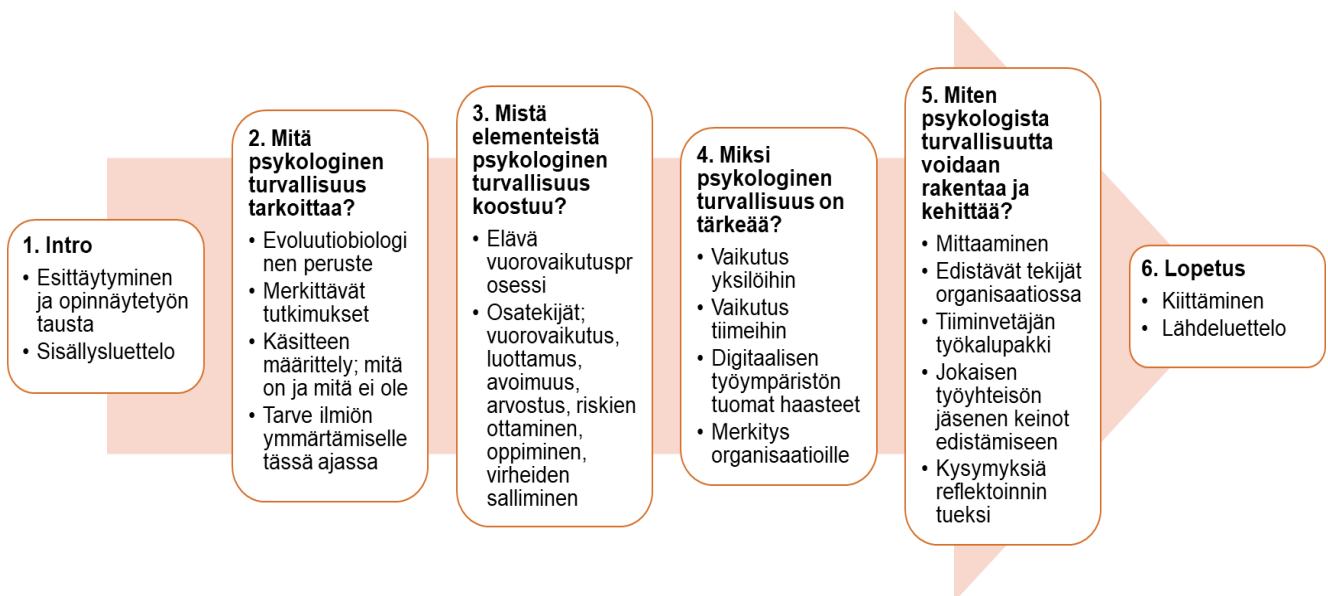 1. Intro
• Esittäytyminen
ja opinnäytetyön
tausta
• Sisällysluettelo
2. Mitä
psykologinen
turvallisuus
tarkoittaa?
• Evoluutiobiologi
nen peruste
• Merkittävät
tutkimukset
• Käsitteen
määrittely; mitä
on ja mitä ei ole
• Tarve ilmiön
ymmärtämiselle
tässä ajassa
3. Mistä
elementeistä
psykologinen
turvallisuus
koostuu?
• Elävä
vuorovaikutuspr
osessi
• Osatekijät;
vuorovaikutus,
luottamus,
avoimuus,
arvostus, riskien
ottaminen,
oppiminen,
virheiden
salliminen
4. Miksi
psykologinen
turvallisuus on
tärkeää?
• Vaikutus
yksilöihin
• Vaikutus
tiimeihin
• Digitaalisen
työympäristön
tuomat haasteet
• Merkitys
organisaatioille
5. Miten
psykologista
turvallisuutta
voidaan
rakentaa ja
kehittää?
• Mittaaminen
• Edistävät tekijät
organisaatiossa
• Tiiminvetäjän
työkalupakki
• Jokaisen
työyhteisön
jäsenen keinot
edistämiseen
• Kysymyksiä
reflektoinnin
tueksi
6. Lopetus
• Kiittäminen
• Lähdeluettelo